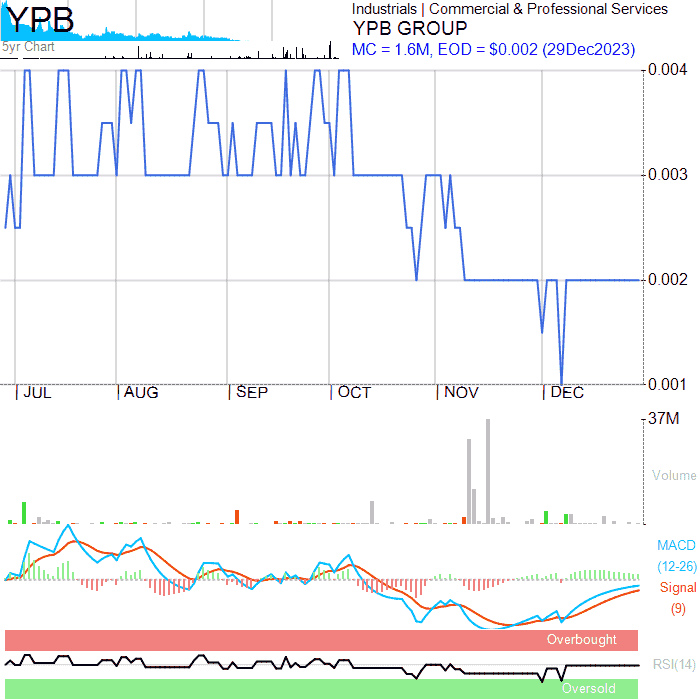 YPB
5yr Chart
Industrials | Commercial & Professional Services
YPB GROUP
MC = 1.6M, EOD = $0.002 (29Dec2023)
0.004
0.003
0.002
0.001
JUL AUG SEP OCT NOV DEC
37M
Volume
MACD
(12-26)
Signal
(9)
Overbought
RSI(14)
Oversold